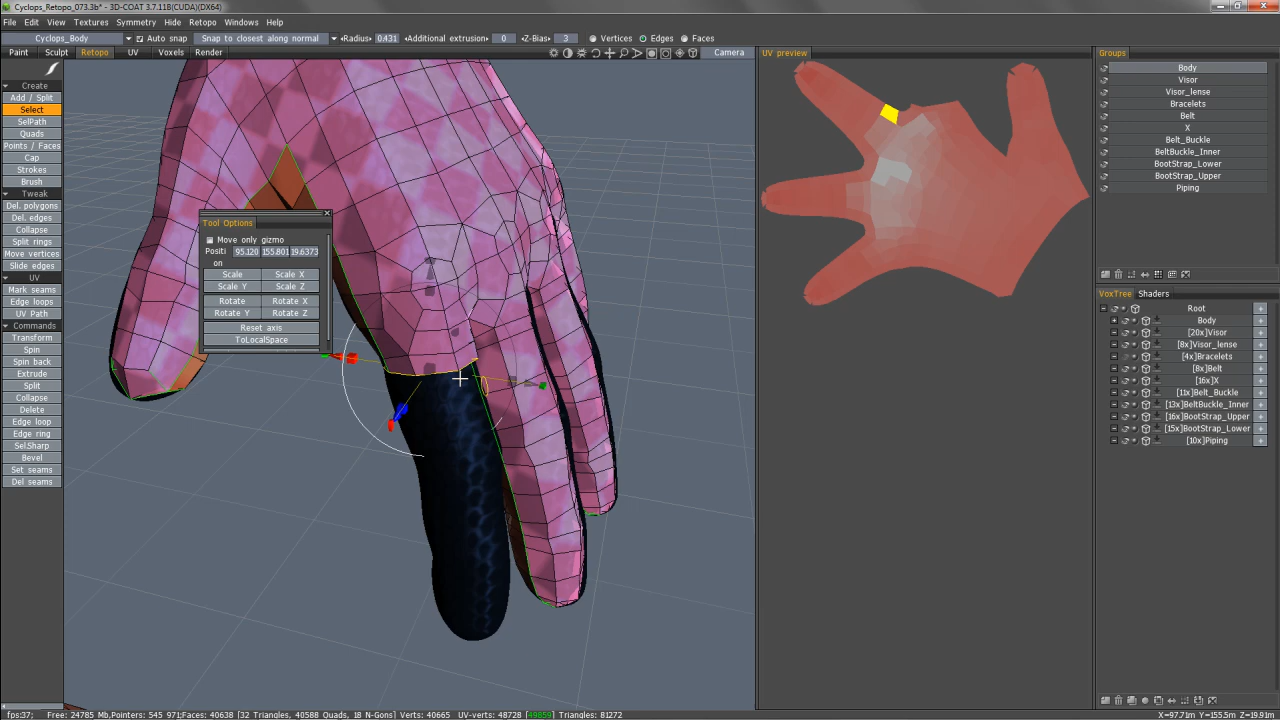 Cyclops_Retopo_073.3b* - 3D-COAT 3.7.11B(CUDA)(DX64)
File Edit View Textures Symmetry Hide Retopo Windows Help
Cyclops_Body Auto snap Snap to closest along normal Radius 0.431 Additional extrusion 0 Z-Bias 3 Vertices Edges Faces
Paint Sculpt Retopo UV Voxels Render Camera
UV preview
Groups
Create
Add / Split
Select
SelPath
Quads
Points / Faces
Cap
Strokes
Brush
Tweak
Del. polygons
Del. edges
Collapse
Split rings
Move vertices
Slide edges
UV
Mark seams
Edge loops
UV Path
Commands
Transform
Spin
Spin back
Extrude
Split
Collapse
Delete
Edge loop
Edge ring
Sel.Sharp
Bevel
Set seams
Del seams
Tool Options
Move only gizmo
Positi 95.120 155.801 19.6373
on
Scale Scale X
Scale Y Scale Z
Rotate Rotate X
Rotate Y Rotate Z
Reset axis
ToLocalSpace
Body
Visor
Visor_lense
Bracelets
Belt
X
Belt_Buckle
BeltBuckle_Inner
BootStrap_Lower
BootStrap_Upper
Piping
VoxTree Shaders
Root
Body
[20x]Visor
[8x]Visor_lense
[4x]Bracelets
[8x]Belt
[16x]X
[11x]Belt_Buckle
[13x]BeltBuckle_Inner
[16x]BootStrap_Upper
[15x]BootStrap_Lower
[10x]Piping
fps:37; Free: 24785 Mb,Pointers: 545 971;Faces: 40638 [32 Triangles, 40588 Quads, 18 N-Gons] Verts: 40665 UV-verts: 48728 [49859] Triangles: 81272 X=97.71m Y=155.5m Z=19.91m